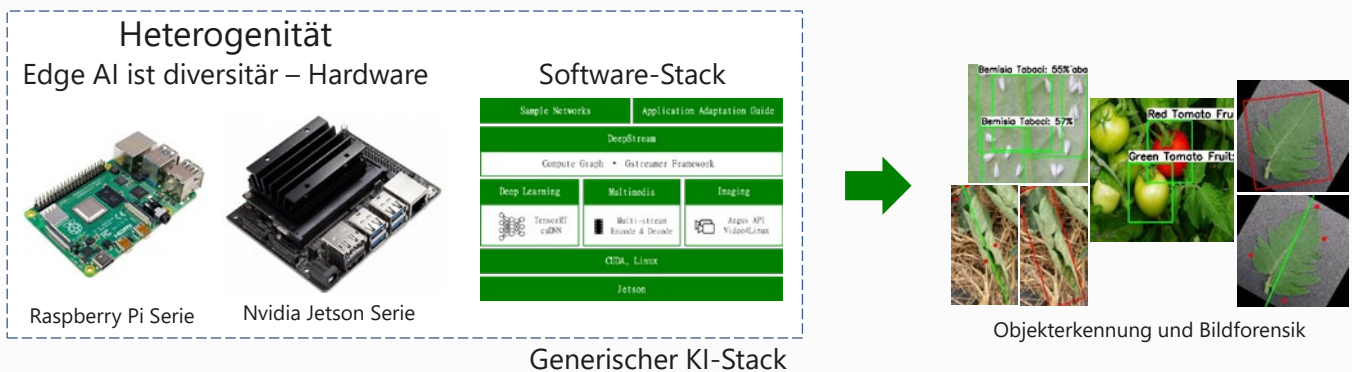 Heterogenität
Edge AI ist diversitär – Hardware
Software-Stack
Sample Networks
Application Adaptation Guide
DeepStream
Compute Graph • Gstreamer Framework
Deep Learning
Multimedia
Imaging
TensorRT
cuDNN
Multi-stream
Encode & Decode
Argus API
Video4Linux
CUDA, Linux
Jetson
Raspberry Pi Serie
Nvidia Jetson Serie
Generischer KI-Stack
Bemisia Tabaci: 55%
Bemisia Tabaci: 57%
Red Tomato Fru
Green Tomato Fruit:
Objekterkennung und Bildforensik